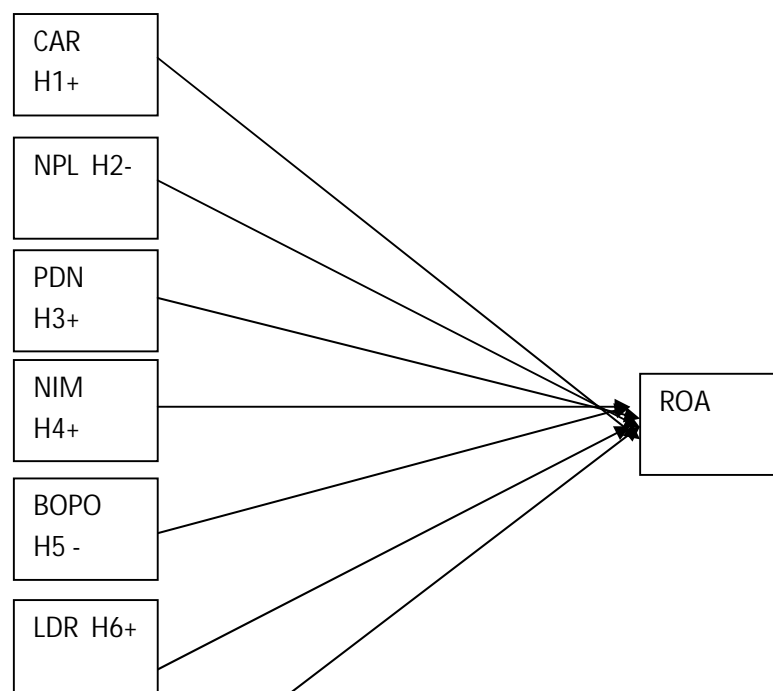 CAR
H1+
NPL H2-
PDN
H3+
NIM
H4+
ROA
BOPO
H5 -
LDR H6+